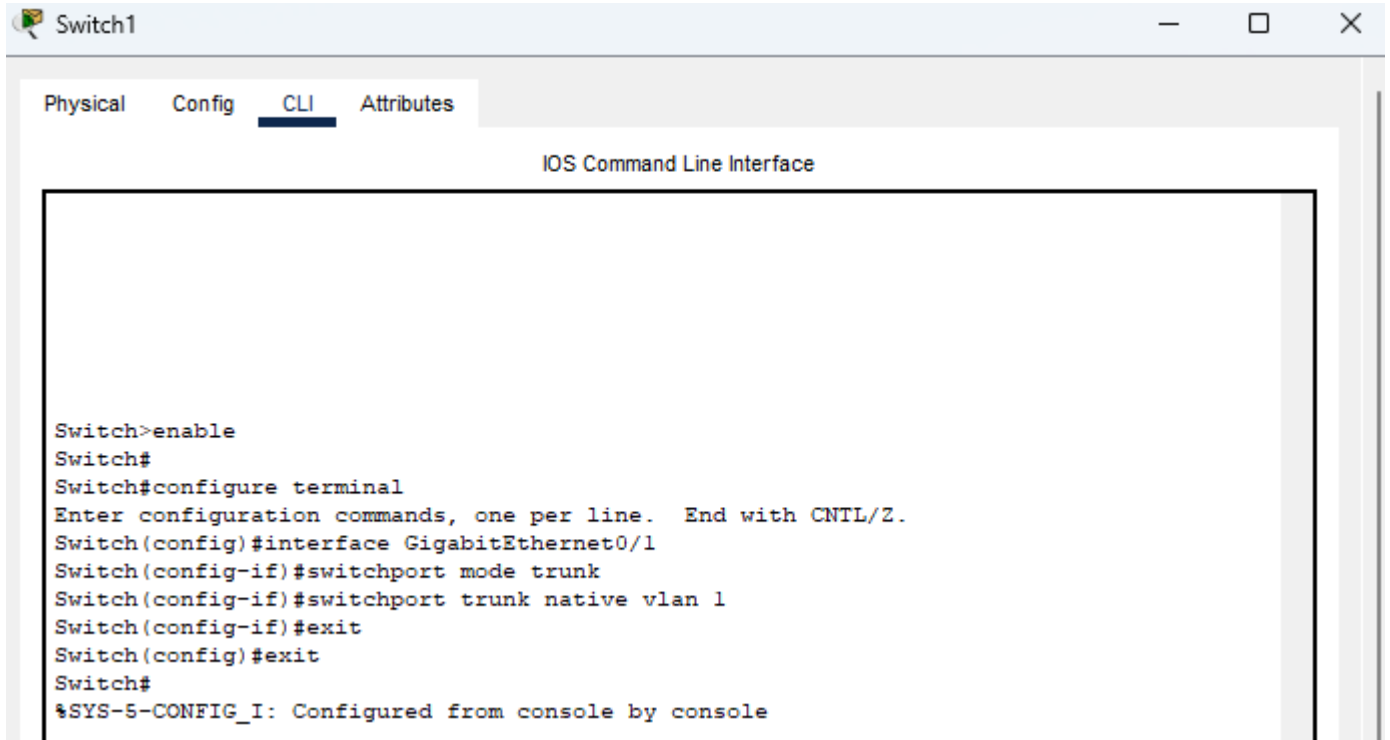 Switch1
Physical Config CLI Attributes
IOS Command Line Interface
Switch>enable
Switch#
Switch#configure terminal
Enter configuration commands, one per line.  End with CNTL/Z.
Switch(config)#interface GigabitEthernet0/1
Switch(config-if)#switchport mode trunk
Switch(config-if)#switchport trunk native vlan 1
Switch(config-if)#exit
Switch(config)#exit
Switch#
%SYS-5-CONFIG_I: Configured from console by console